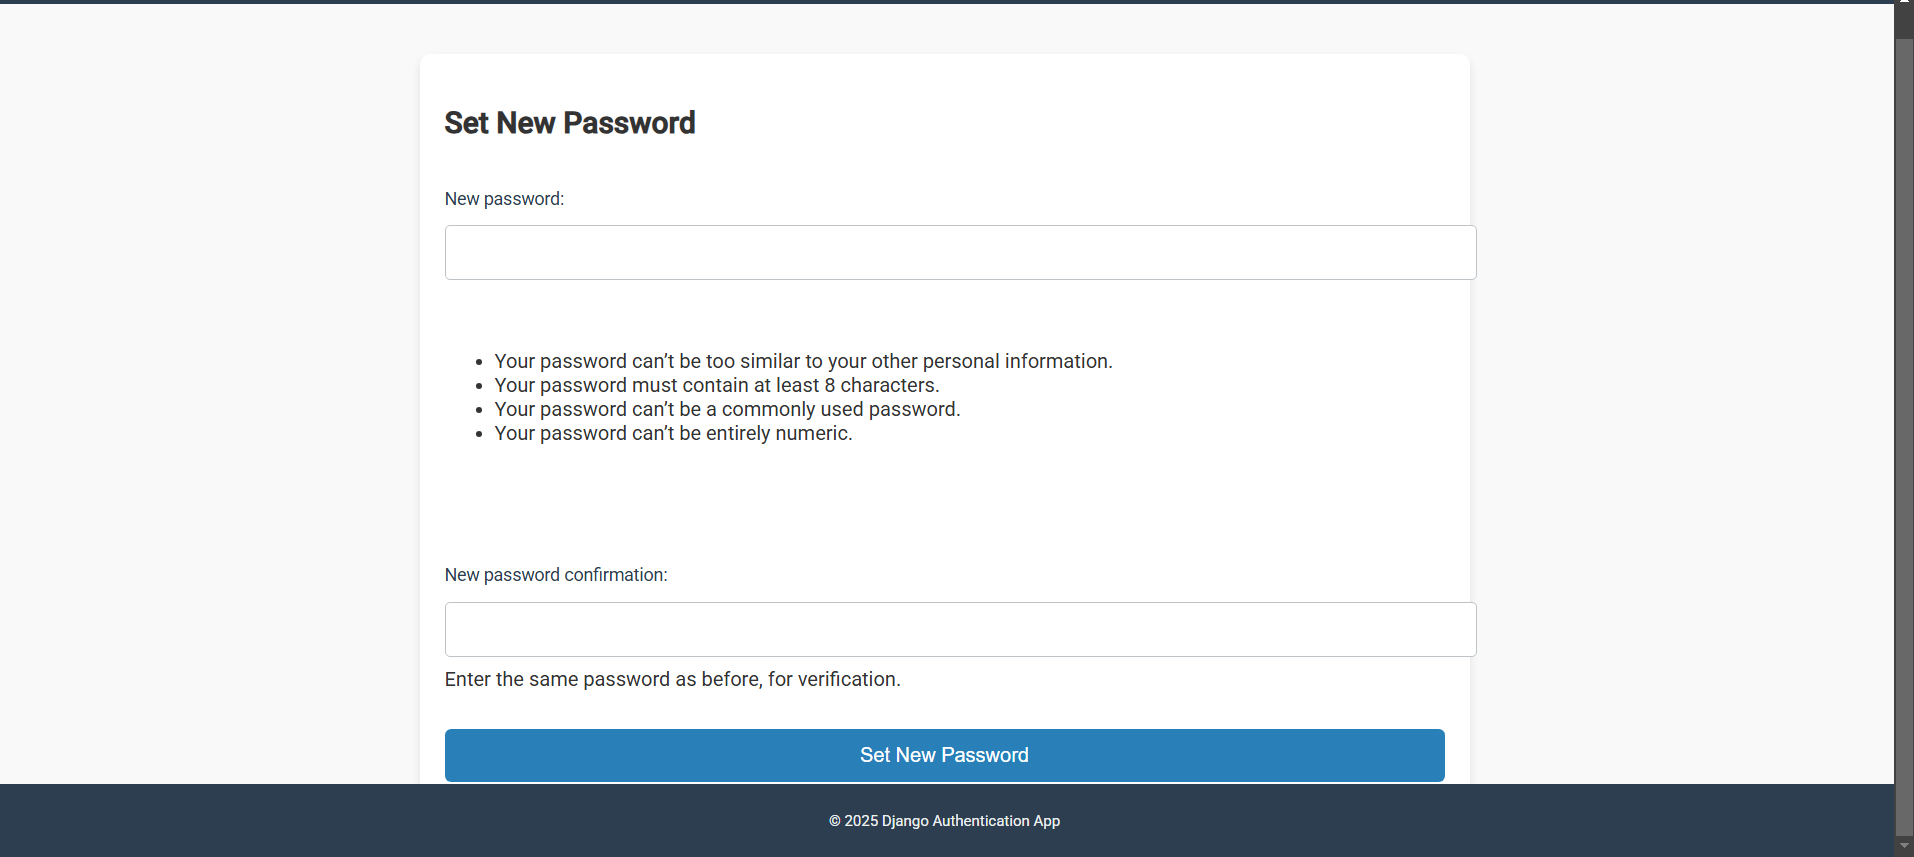 Set New Password
New password:
Your password can’t be too similar to your other personal information.
Your password must contain at least 8 characters.
Your password can’t be a commonly used password.
Your password can’t be entirely numeric.
New password confirmation:
Enter the same password as before, for verification.
Set New Password
© 2025 Django Authentication App